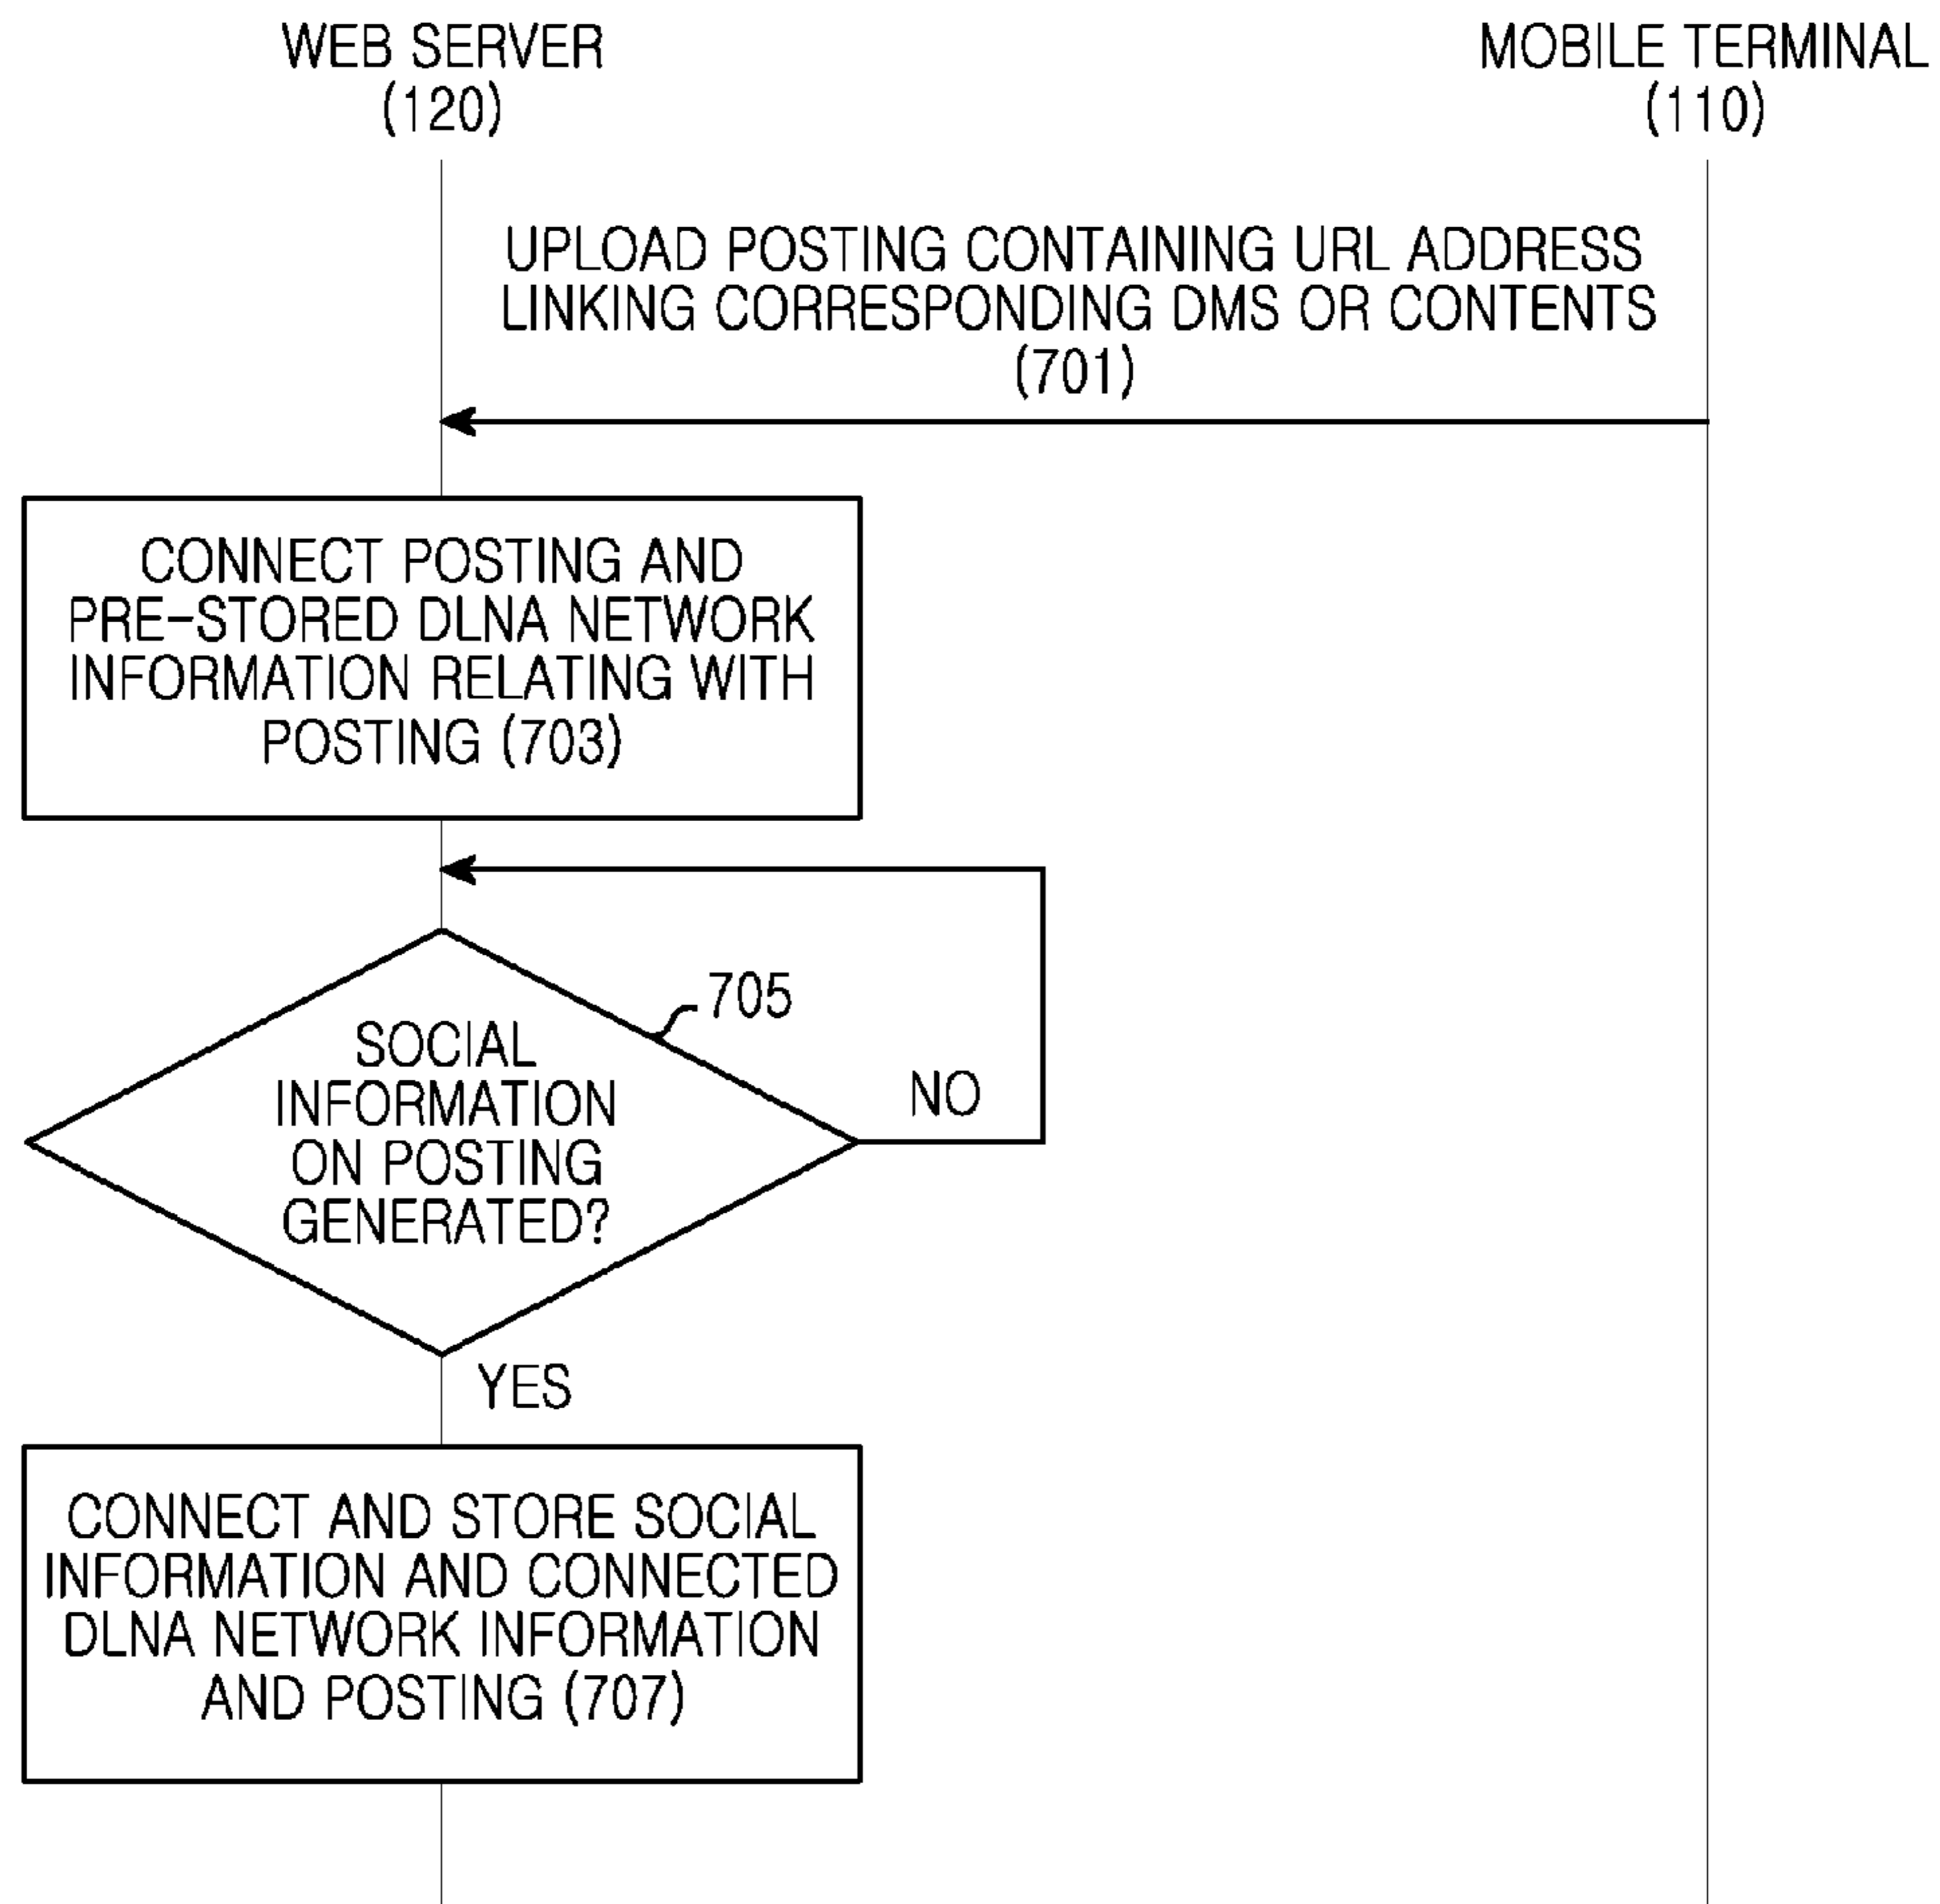 WEB SERVER
(120)
MOBILE TERMINAL
(110)
UPLOAD POSTING CONTAINING URL ADDRESS
LINKING CORRESPONDING DMS OR CONTENTS
(701)
CONNECT POSTING AND
PRE-STORED DLNA NETWORK
INFORMATION RELATING WITH
POSTING (703)
705
SOCIAL
INFORMATION
ON POSTING
GENERATED?
NO
YES
CONNECT AND STORE SOCIAL
INFORMATION AND CONNECTED
DLNA NETWORK INFORMATION
AND POSTING (707)